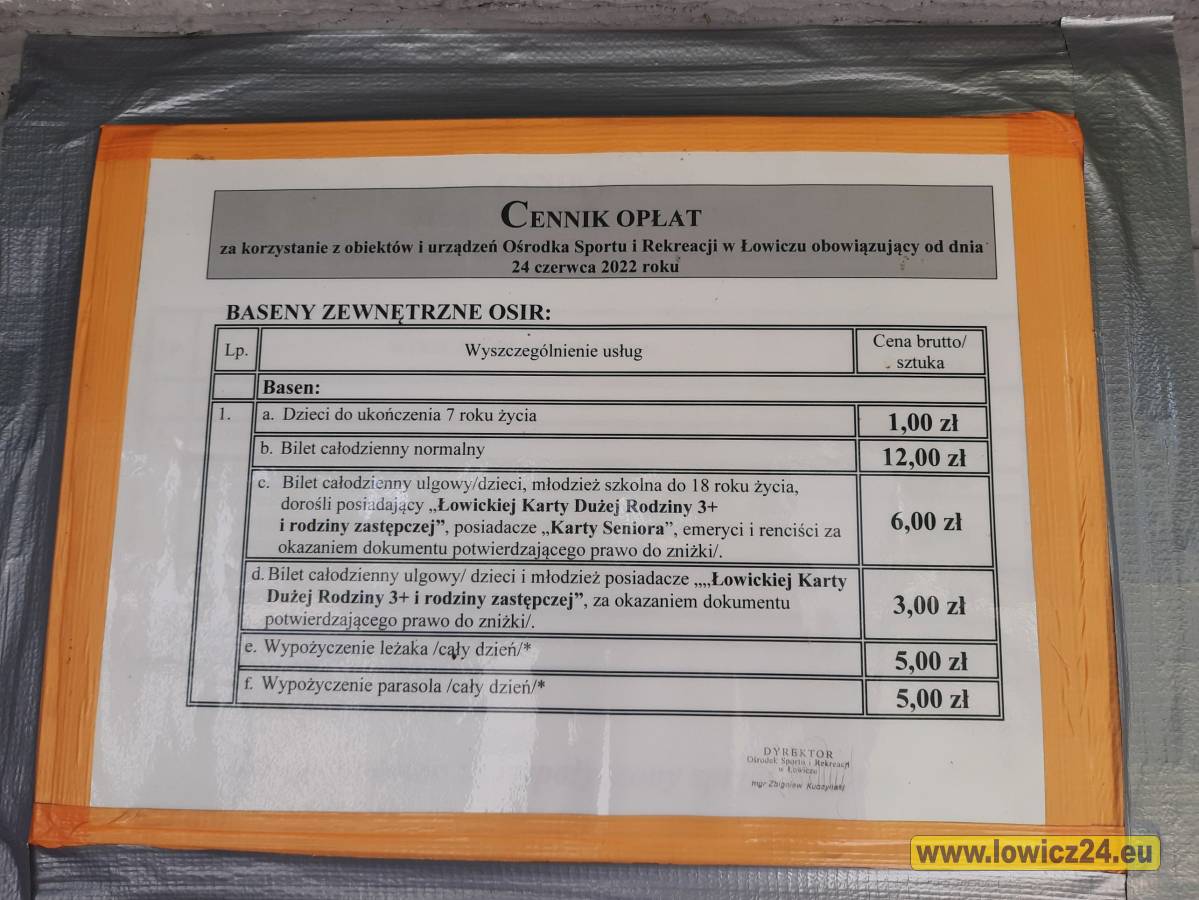 CENNIK OPŁAT
za korzystanie z obiektów i urządzeń Ośrodka Sportu i Rekreacji w Łowiczu obowiązujący od dnia
24 czerwca 2022 roku
BASENY ZEWNĘTRZNE OSIR:
Lp.
Wyszczególnienie usług
Cena brutto/
sztuka
Basen:
1.
a. Dzieci do ukończenia 7 roku życia
1,00 zł
b. Bilet całodzienny normalny
12,00 zł
c. Bilet całodzienny ulgowy/dzieci, młodzież szkolna do 18 roku życia,
dorośli posiadający „Łowickiej Karty Dużej Rodziny 3+
i rodziny zastępczej”, posiadacze „Karty Seniora”, emeryci i renciści za
okazaniem dokumentu potwierdzającego prawo do zniżki/.
6,00 zł
d. Bilet całodzienny ulgowy/ dzieci i młodzież posiadacze „„Łowickiej Karty
Dużej Rodziny 3+ i rodziny zastępczej”, za okazaniem dokumentu
potwierdzającego prawo do zniżki/.
3,00 zł
e. Wypożyczenie leżaka /cały dzień/*
5,00 zł
f. Wypożyczenie parasola /cały dzień/*
5,00 zł
DYREKTOR
Ośrodek Sportu i Rekreacji
w Łowiczu
mgr Zbigniew Kuczyński
www.lowicz24.eu